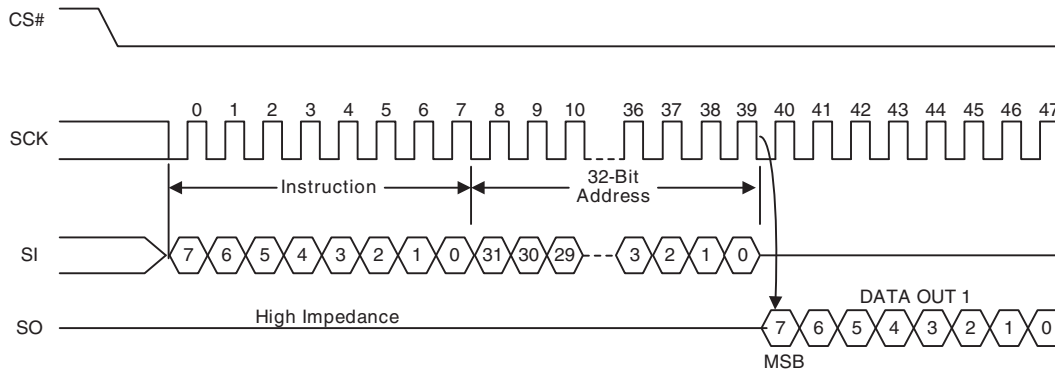 CS#
0 1 2 3 4 5 6 7 8 9 10 36 37 38 39 40 41 42 43 44 45 46 47
SCK
Instruction
32-Bit
Address
SI
7 6 5 4 3 2 1 0 31 30 29 3 2 1 0
DATA OUT 1
High Impedance
SO
7 6 5 4 3 2 1 0
MSB